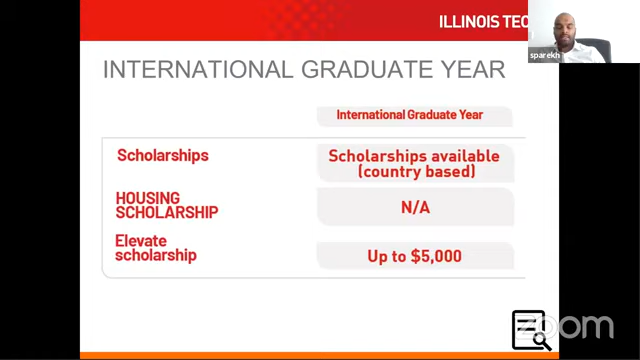 ILLINOIS TEC
sparekh
INTERNATIONAL GRADUATE YEAR
International Graduate Year
Scholarships
Scholarships available
(country based)
HOUSING
SCHOLARSHIP
N/A
Elevate
scholarship
Up to $5,000
zoom